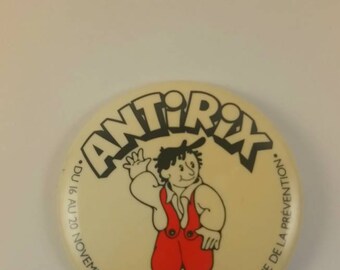 ANTiRiX
• DU 16 AU 20 NOVEM
DE LA PRÉVENTION •